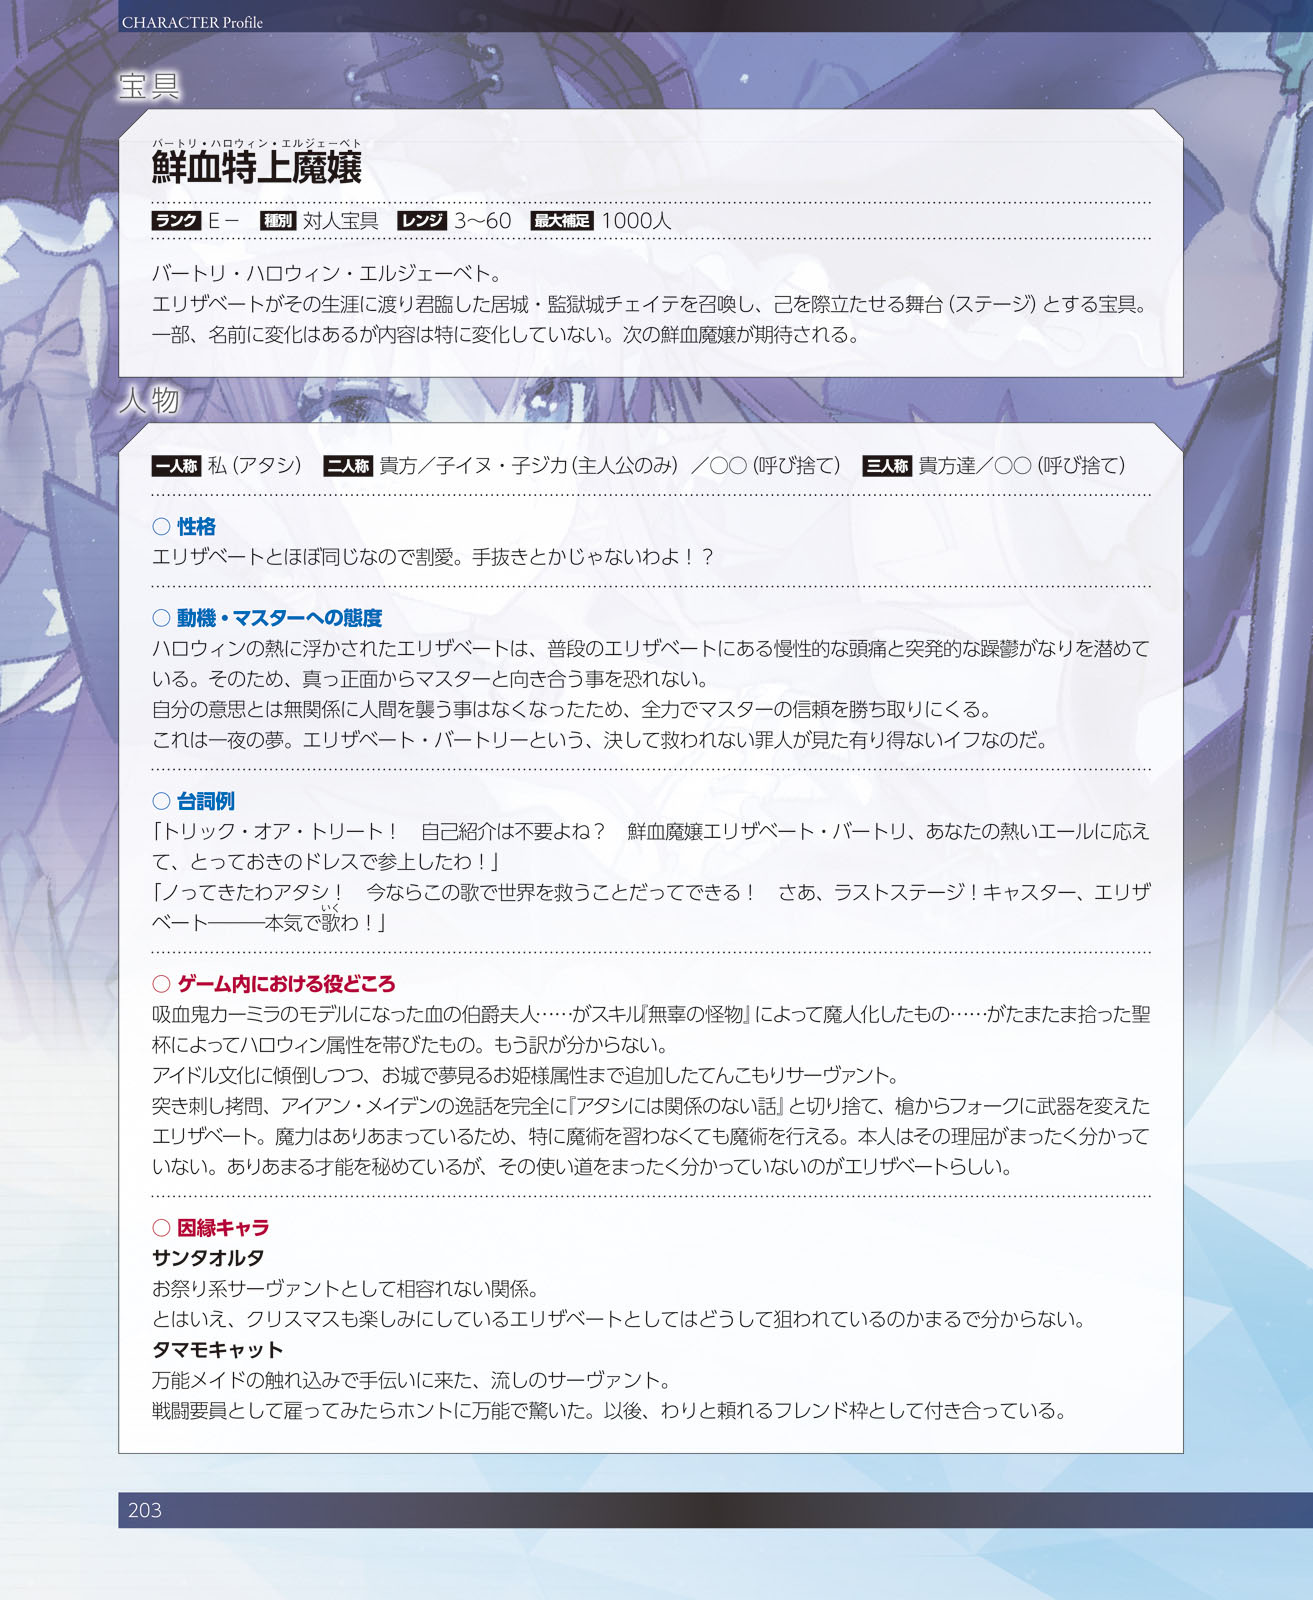 CHARACTER Profile
宝具
バートリ・ハロウィン・エルジェーベト
鮮血特上魔嬢
ランク E− 種別 対人宝具 レンジ 3〜60 最大補足 1000人
バートリ・ハロウィン・エルジェーベト。
エリザベートがその生涯に渡り君臨した居城・監獄城チェイテを召喚し、己を際立たせる舞台（ステージ）とする宝具。
一部、名前に変化はあるが内容は特に変化していない。次の鮮血魔嬢が期待される。
人物
一人称 私（アタシ） 二人称 貴方／子イヌ・子ジカ（主人公のみ）／○○（呼び捨て） 三人称 貴方達／○○（呼び捨て）
○ 性格
エリザベートとほぼ同じなので割愛。手抜きとかじゃないわよ！？
○ 動機・マスターへの態度
ハロウィンの熱に浮かされたエリザベートは、普段のエリザベートにある慢性的な頭痛と突発的な躁鬱がなりを潜めて
いる。そのため、真っ正面からマスターと向き合う事を恐れない。
自分の意思とは無関係に人間を襲う事はなくなったため、全力でマスターの信頼を勝ち取りにくる。
これは一夜の夢。エリザベート・バートリーという、決して救われない罪人が見た有り得ないイフなのだ。
○ 台詞例
「トリック・オア・トリート！　自己紹介は不要よね？　鮮血魔嬢エリザベート・バートリ、あなたの熱いエールに応え
て、とっておきのドレスで参上したわ！」
「ノってきたわアタシ！　今ならこの歌で世界を救うことだってできる！　さあ、ラストステージ！キャスター、エリザ
いく
ベート───本気で歌わ！」
○ ゲーム内における役どころ
吸血鬼カーミラのモデルになった血の伯爵夫人……がスキル『無辜の怪物』によって魔人化したもの……がたまたま拾った聖
杯によってハロウィン属性を帯びたもの。もう訳が分からない。
アイドル文化に傾倒しつつ、お城で夢見るお姫様属性まで追加したてんこもりサーヴァント。
突き刺し拷問、アイアン・メイデンの逸話を完全に『アタシには関係のない話』と切り捨て、槍からフォークに武器を変えた
エリザベート。魔力はありあまっているため、特に魔術を習わなくても魔術を行える。本人はその理屈がまったく分かって
いない。ありあまる才能を秘めているが、その使い道をまったく分かっていないのがエリザベートらしい。
○ 因縁キャラ
サンタオルタ
お祭り系サーヴァントとして相容れない関係。
とはいえ、クリスマスも楽しみにしているエリザベートとしてはどうして狙われているのかまるで分からない。
タマモキャット
万能メイドの触れ込みで手伝いに来た、流しのサーヴァント。
戦闘要員として雇ってみたらホントに万能で驚いた。以後、わりと頼れるフレンド枠として付き合っている。
203